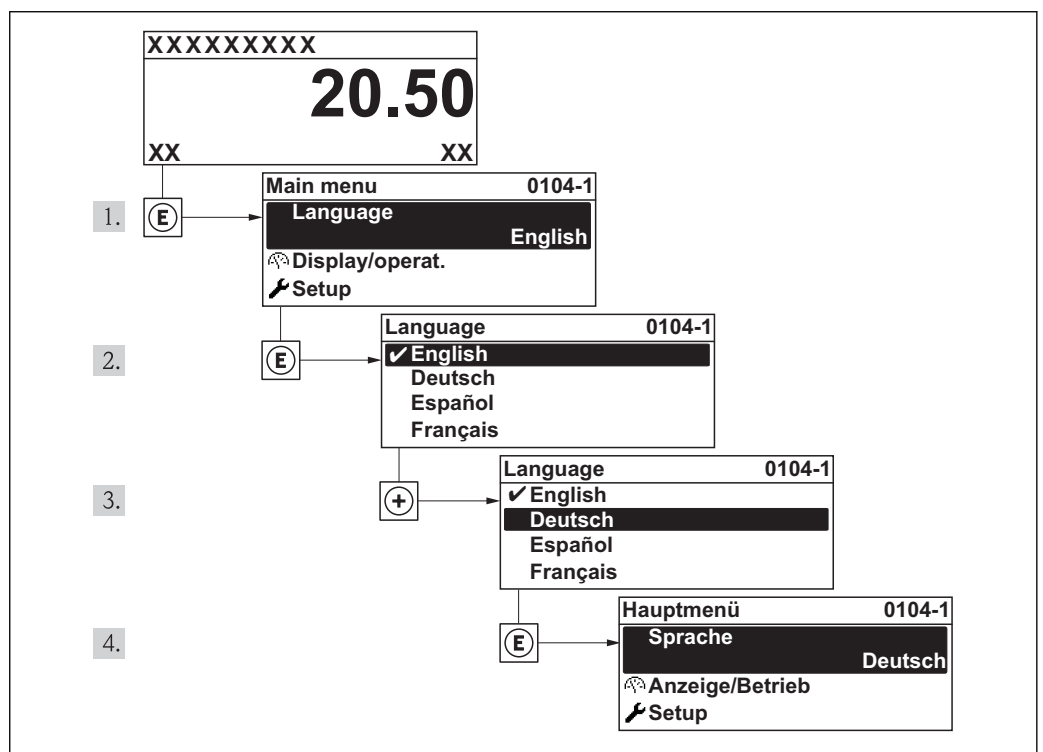 XXXXXXXXX
20.50
XX XX
1. E
Main menu 0104-1
Language
English
Display/operat.
Setup
2. E
Language 0104-1
✔ English
Deutsch
Español
Français
3. +
Language 0104-1
✔ English
Deutsch
Español
Français
4. E
Hauptmenü 0104-1
Sprache
Deutsch
Anzeige/Betrieb
Setup